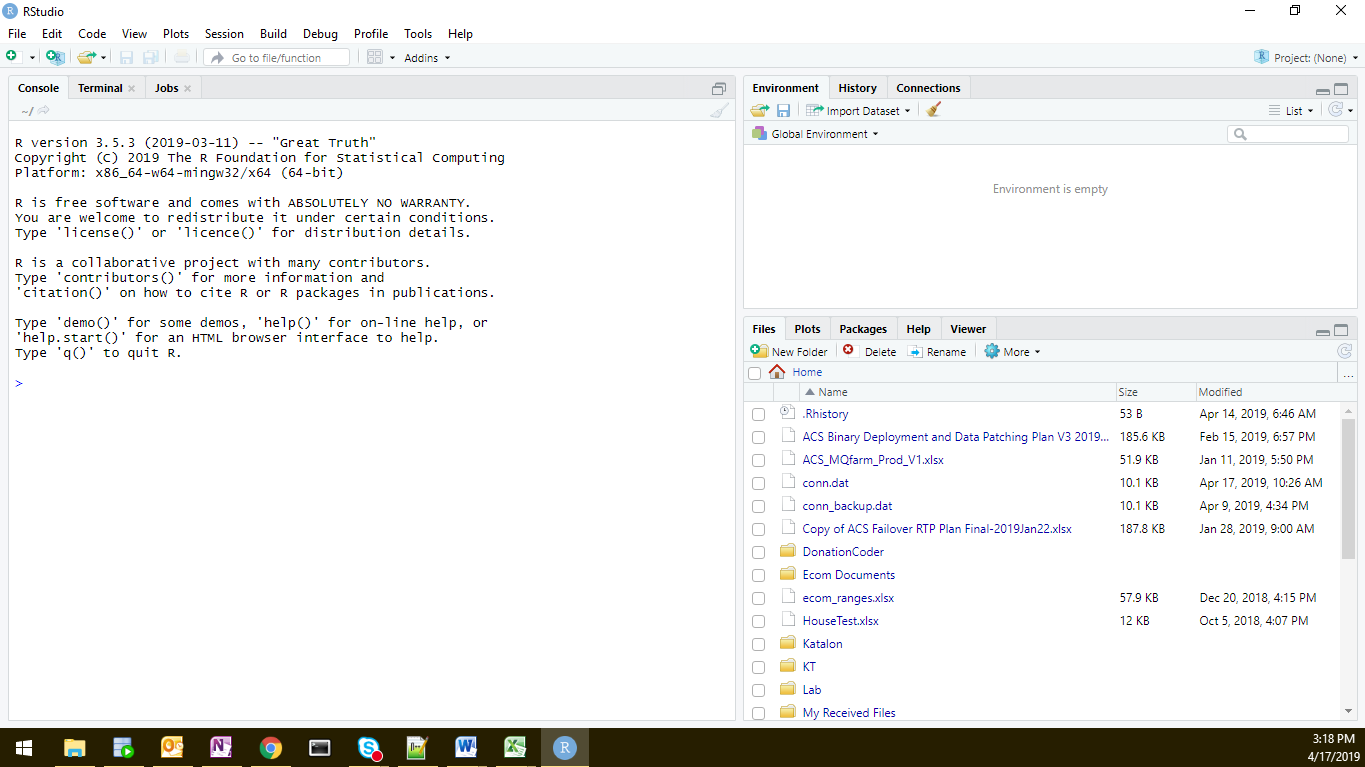 RStudio
File Edit Code View Plots Session Build Debug Profile Tools Help
Go to file/function Addins Project: (None)
Console Terminal Jobs
~/
R version 3.5.3 (2019-03-11) -- "Great Truth"
Copyright (C) 2019 The R Foundation for Statistical Computing
Platform: x86_64-w64-mingw32/x64 (64-bit)
R is free software and comes with ABSOLUTELY NO WARRANTY.
You are welcome to redistribute it under certain conditions.
Type 'license()' or 'licence()' for distribution details.
R is a collaborative project with many contributors.
Type 'contributors()' for more information and
'citation()' on how to cite R or R packages in publications.
Type 'demo()' for some demos, 'help()' for on-line help, or
'help.start()' for an HTML browser interface to help.
Type 'q()' to quit R.
>
Environment History Connections
Import Dataset List
Global Environment
Environment is empty
Files Plots Packages Help Viewer
New Folder Delete Rename More
Home ...
Name Size Modified
.Rhistory 53 B Apr 14, 2019, 6:46 AM
ACS Binary Deployment and Data Patching Plan V3 2019... 185.6 KB Feb 15, 2019, 6:57 PM
ACS_MQfarm_Prod_V1.xlsx 51.9 KB Jan 11, 2019, 5:50 PM
conn.dat 10.1 KB Apr 17, 2019, 10:26 AM
conn_backup.dat 10.1 KB Apr 9, 2019, 4:34 PM
Copy of ACS Failover RTP Plan Final-2019Jan22.xlsx 187.8 KB Jan 28, 2019, 9:00 AM
DonationCoder
Ecom Documents
ecom_ranges.xlsx 57.9 KB Dec 20, 2018, 4:15 PM
HouseTest.xlsx 12 KB Oct 5, 2018, 4:07 PM
Katalon
KT
Lab
My Received Files
3:18 PM
4/17/2019